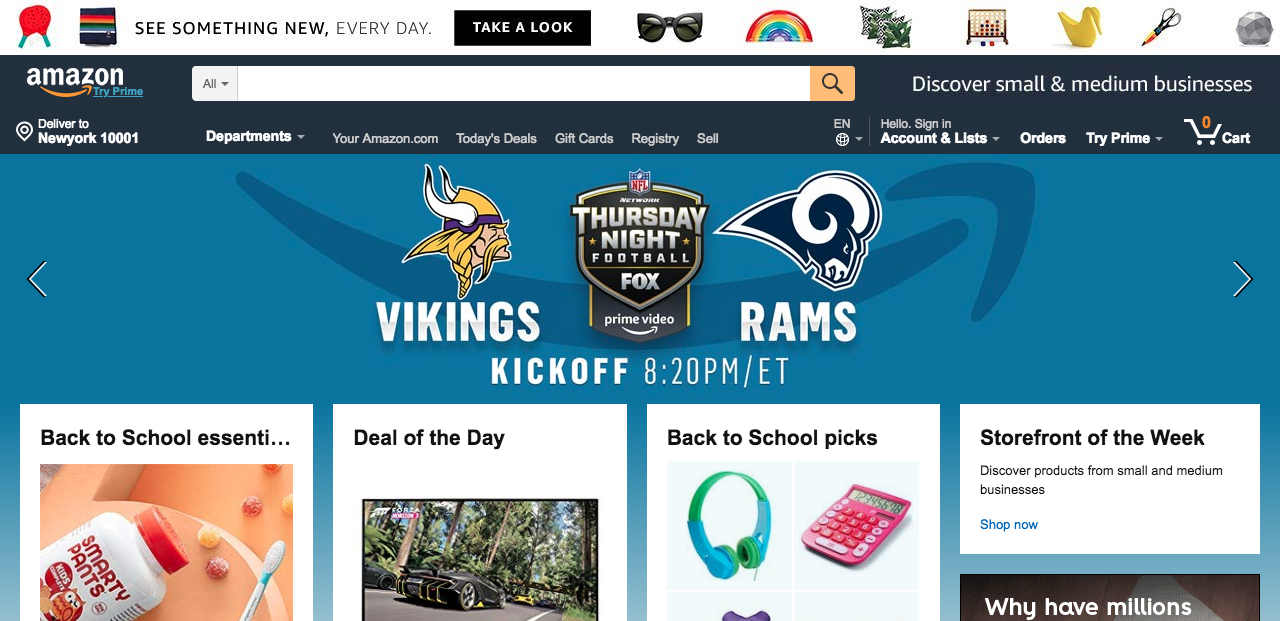 SEE SOMETHING NEW, EVERY DAY. TAKE A LOOK
amazon
Try Prime
All
Discover small & medium businesses
Deliver to
Newyork 10001
Departments
Your Amazon.com Today's Deals Gift Cards Registry Sell
EN
Hello. Sign in
Account & Lists
Orders
Try Prime
0
Cart
NFL
NETWORK
THURSDAY
NIGHT
FOOTBALL
FOX
prime video
VIKINGS
RAMS
KICKOFF 8:20PM/ET
Back to School essenti...
SMARTY
PANTS
KIDS
Deal of the Day
FORZA
HORIZON 3
Back to School picks
Storefront of the Week
Discover products from small and medium
businesses
Shop now
Why have millions